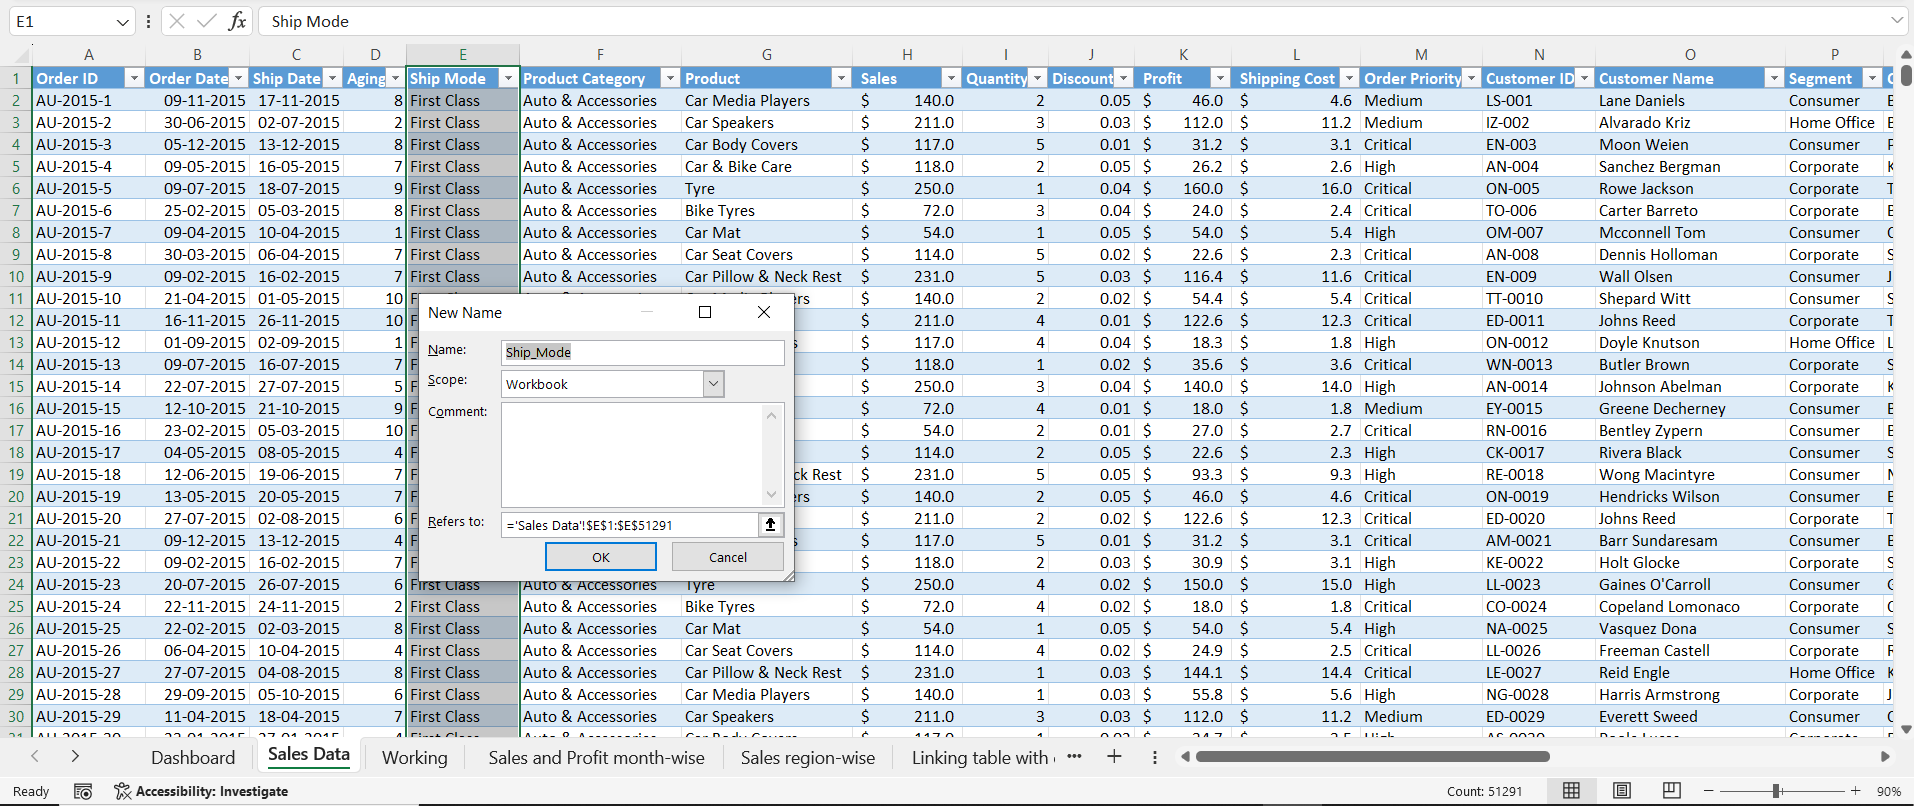 E1 fx Ship Mode
A B C D E F G H I J K L M N O P
1 Order ID Order Date Ship Date Aging Ship Mode Product Category Product Sales Quantity Discount Profit Shipping Cost Order Priority Customer ID Customer Name Segment
2 AU-2015-1 09-11-2015 17-11-2015 8 First Class Auto & Accessories Car Media Players $ 140.0 2 0.05 $ 46.0 $ 4.6 Medium LS-001 Lane Daniels Consumer
3 AU-2015-2 30-06-2015 02-07-2015 2 First Class Auto & Accessories Car Speakers $ 211.0 3 0.03 $ 112.0 $ 11.2 Medium IZ-002 Alvarado Kriz Home Office
4 AU-2015-3 05-12-2015 13-12-2015 8 First Class Auto & Accessories Car Body Covers $ 117.0 5 0.01 $ 31.2 $ 3.1 Critical EN-003 Moon Weien Consumer
5 AU-2015-4 09-05-2015 16-05-2015 7 First Class Auto & Accessories Car & Bike Care $ 118.0 2 0.05 $ 26.2 $ 2.6 High AN-004 Sanchez Bergman Corporate
6 AU-2015-5 09-07-2015 18-07-2015 9 First Class Auto & Accessories Tyre $ 250.0 1 0.04 $ 160.0 $ 16.0 Critical ON-005 Rowe Jackson Corporate
7 AU-2015-6 25-02-2015 05-03-2015 8 First Class Auto & Accessories Bike Tyres $ 72.0 3 0.04 $ 24.0 $ 2.4 Critical TO-006 Carter Barreto Corporate
8 AU-2015-7 09-04-2015 10-04-2015 1 First Class Auto & Accessories Car Mat $ 54.0 1 0.05 $ 54.0 $ 5.4 High OM-007 Mcconnell Tom Consumer
9 AU-2015-8 30-03-2015 06-04-2015 7 First Class Auto & Accessories Car Seat Covers $ 114.0 5 0.02 $ 22.6 $ 2.3 Critical AN-008 Dennis Holloman Corporate
10 AU-2015-9 09-02-2015 16-02-2015 7 First Class Auto & Accessories Car Pillow & Neck Rest $ 231.0 5 0.03 $ 116.4 $ 11.6 Critical EN-009 Wall Olsen Consumer
11 AU-2015-10 21-04-2015 01-05-2015 10 $ 140.0 2 0.02 $ 54.4 $ 5.4 Critical TT-0010 Shepard Witt Consumer
12 AU-2015-11 16-11-2015 26-11-2015 10 $ 211.0 4 0.01 $ 122.6 $ 12.3 Critical ED-0011 Johns Reed Corporate
13 AU-2015-12 01-09-2015 02-09-2015 1 $ 117.0 4 0.04 $ 18.3 $ 1.8 High ON-0012 Doyle Knutson Home Office
14 AU-2015-13 09-07-2015 16-07-2015 7 $ 118.0 1 0.02 $ 35.6 $ 3.6 Critical WN-0013 Butler Brown Corporate
15 AU-2015-14 22-07-2015 27-07-2015 5 $ 250.0 3 0.04 $ 140.0 $ 14.0 High AN-0014 Johnson Abelman Corporate
16 AU-2015-15 12-10-2015 21-10-2015 9 $ 72.0 4 0.01 $ 18.0 $ 1.8 Medium EY-0015 Greene Decherney Consumer
17 AU-2015-16 23-02-2015 05-03-2015 10 $ 54.0 2 0.01 $ 27.0 $ 2.7 Critical RN-0016 Bentley Zypern Consumer
18 AU-2015-17 04-05-2015 08-05-2015 4 $ 114.0 2 0.05 $ 22.6 $ 2.3 High CK-0017 Rivera Black Consumer
19 AU-2015-18 12-06-2015 19-06-2015 7 ck Rest $ 231.0 5 0.05 $ 93.3 $ 9.3 High RE-0018 Wong Macintyre Consumer
20 AU-2015-19 13-05-2015 20-05-2015 7 ers $ 140.0 2 0.05 $ 46.0 $ 4.6 Critical ON-0019 Hendricks Wilson Consumer
21 AU-2015-20 27-07-2015 02-08-2015 6 $ 211.0 2 0.02 $ 122.6 $ 12.3 Critical ED-0020 Johns Reed Corporate
22 AU-2015-21 09-12-2015 13-12-2015 4 $ 117.0 5 0.01 $ 31.2 $ 3.1 Critical AM-0021 Barr Sundaresam Consumer
23 AU-2015-22 09-02-2015 16-02-2015 7 $ 118.0 2 0.03 $ 30.9 $ 3.1 High KE-0022 Holt Glocke Corporate
24 AU-2015-23 20-07-2015 26-07-2015 6 First Class Auto & Accessories Tyre $ 250.0 4 0.02 $ 150.0 $ 15.0 High LL-0023 Gaines O'Carroll Consumer
25 AU-2015-24 22-11-2015 24-11-2015 2 First Class Auto & Accessories Bike Tyres $ 72.0 4 0.02 $ 18.0 $ 1.8 Critical CO-0024 Copeland Lomonaco Corporate
26 AU-2015-25 22-02-2015 02-03-2015 8 First Class Auto & Accessories Car Mat $ 54.0 1 0.05 $ 54.0 $ 5.4 High NA-0025 Vasquez Dona Consumer
27 AU-2015-26 06-04-2015 10-04-2015 4 First Class Auto & Accessories Car Seat Covers $ 114.0 4 0.02 $ 24.9 $ 2.5 Critical LL-0026 Freeman Castell Corporate
28 AU-2015-27 27-07-2015 04-08-2015 8 First Class Auto & Accessories Car Pillow & Neck Rest $ 231.0 1 0.03 $ 144.1 $ 14.4 Critical LE-0027 Reid Engle Home Office
29 AU-2015-28 29-09-2015 05-10-2015 6 First Class Auto & Accessories Car Media Players $ 140.0 1 0.03 $ 55.8 $ 5.6 High NG-0028 Harris Armstrong Corporate
30 AU-2015-29 11-04-2015 18-04-2015 7 First Class Auto & Accessories Car Speakers $ 211.0 3 0.03 $ 112.0 $ 11.2 Medium ED-0029 Everett Sweed Consumer
New Name
Name: Ship_Mode
Scope: Workbook
Comment:
Refers to: ='Sales Data'!$E$1:$E$51291
OK Cancel
Dashboard Sales Data Working Sales and Profit month-wise Sales region-wise Linking table with
Ready Accessibility: Investigate Count: 51291 90%